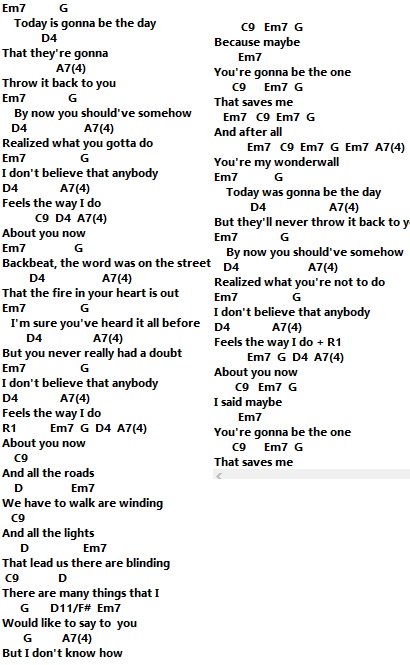 Em7 G
Today is gonna be the day
D4
That they're gonna
A7(4)
Throw it back to you
Em7 G
By now you should've somehow
D4 A7(4)
Realized what you gotta do
Em7 G
I don't believe that anybody
D4 A7(4)
Feels the way I do
C9 D4 A7(4)
About you now
Em7 G
Backbeat, the word was on the street
D4 A7(4)
That the fire in your heart is out
Em7 G
I'm sure you've heard it all before
D4 A7(4)
But you never really had a doubt
Em7 G
I don't believe that anybody
D4 A7(4)
Feels the way I do
R1 Em7 G D4 A7(4)
About you now
C9
And all the roads
D Em7
We have to walk are winding
C9
And all the lights
D Em7
That lead us there are blinding
C9 D
There are many things that I
G D11/F# Em7
Would like to say to you
G A7(4)
But I don't know how
C9 Em7 G
Because maybe
Em7
You're gonna be the one
C9 Em7 G
That saves me
Em7 C9 Em7 G
And after all
Em7 C9 Em7 G Em7 A7(4)
You're my wonderwall
Em7 G
Today was gonna be the day
D4 A7(4)
But they'll never throw it back to y
Em7 G
By now you should've somehow
D4 A7(4)
Realized what you're not to do
Em7 G
I don't believe that anybody
D4 A7(4)
Feels the way I do + R1
Em7 G D4 A7(4)
About you now
C9 Em7 G
I said maybe
Em7
You're gonna be the one
C9 Em7 G
That saves me